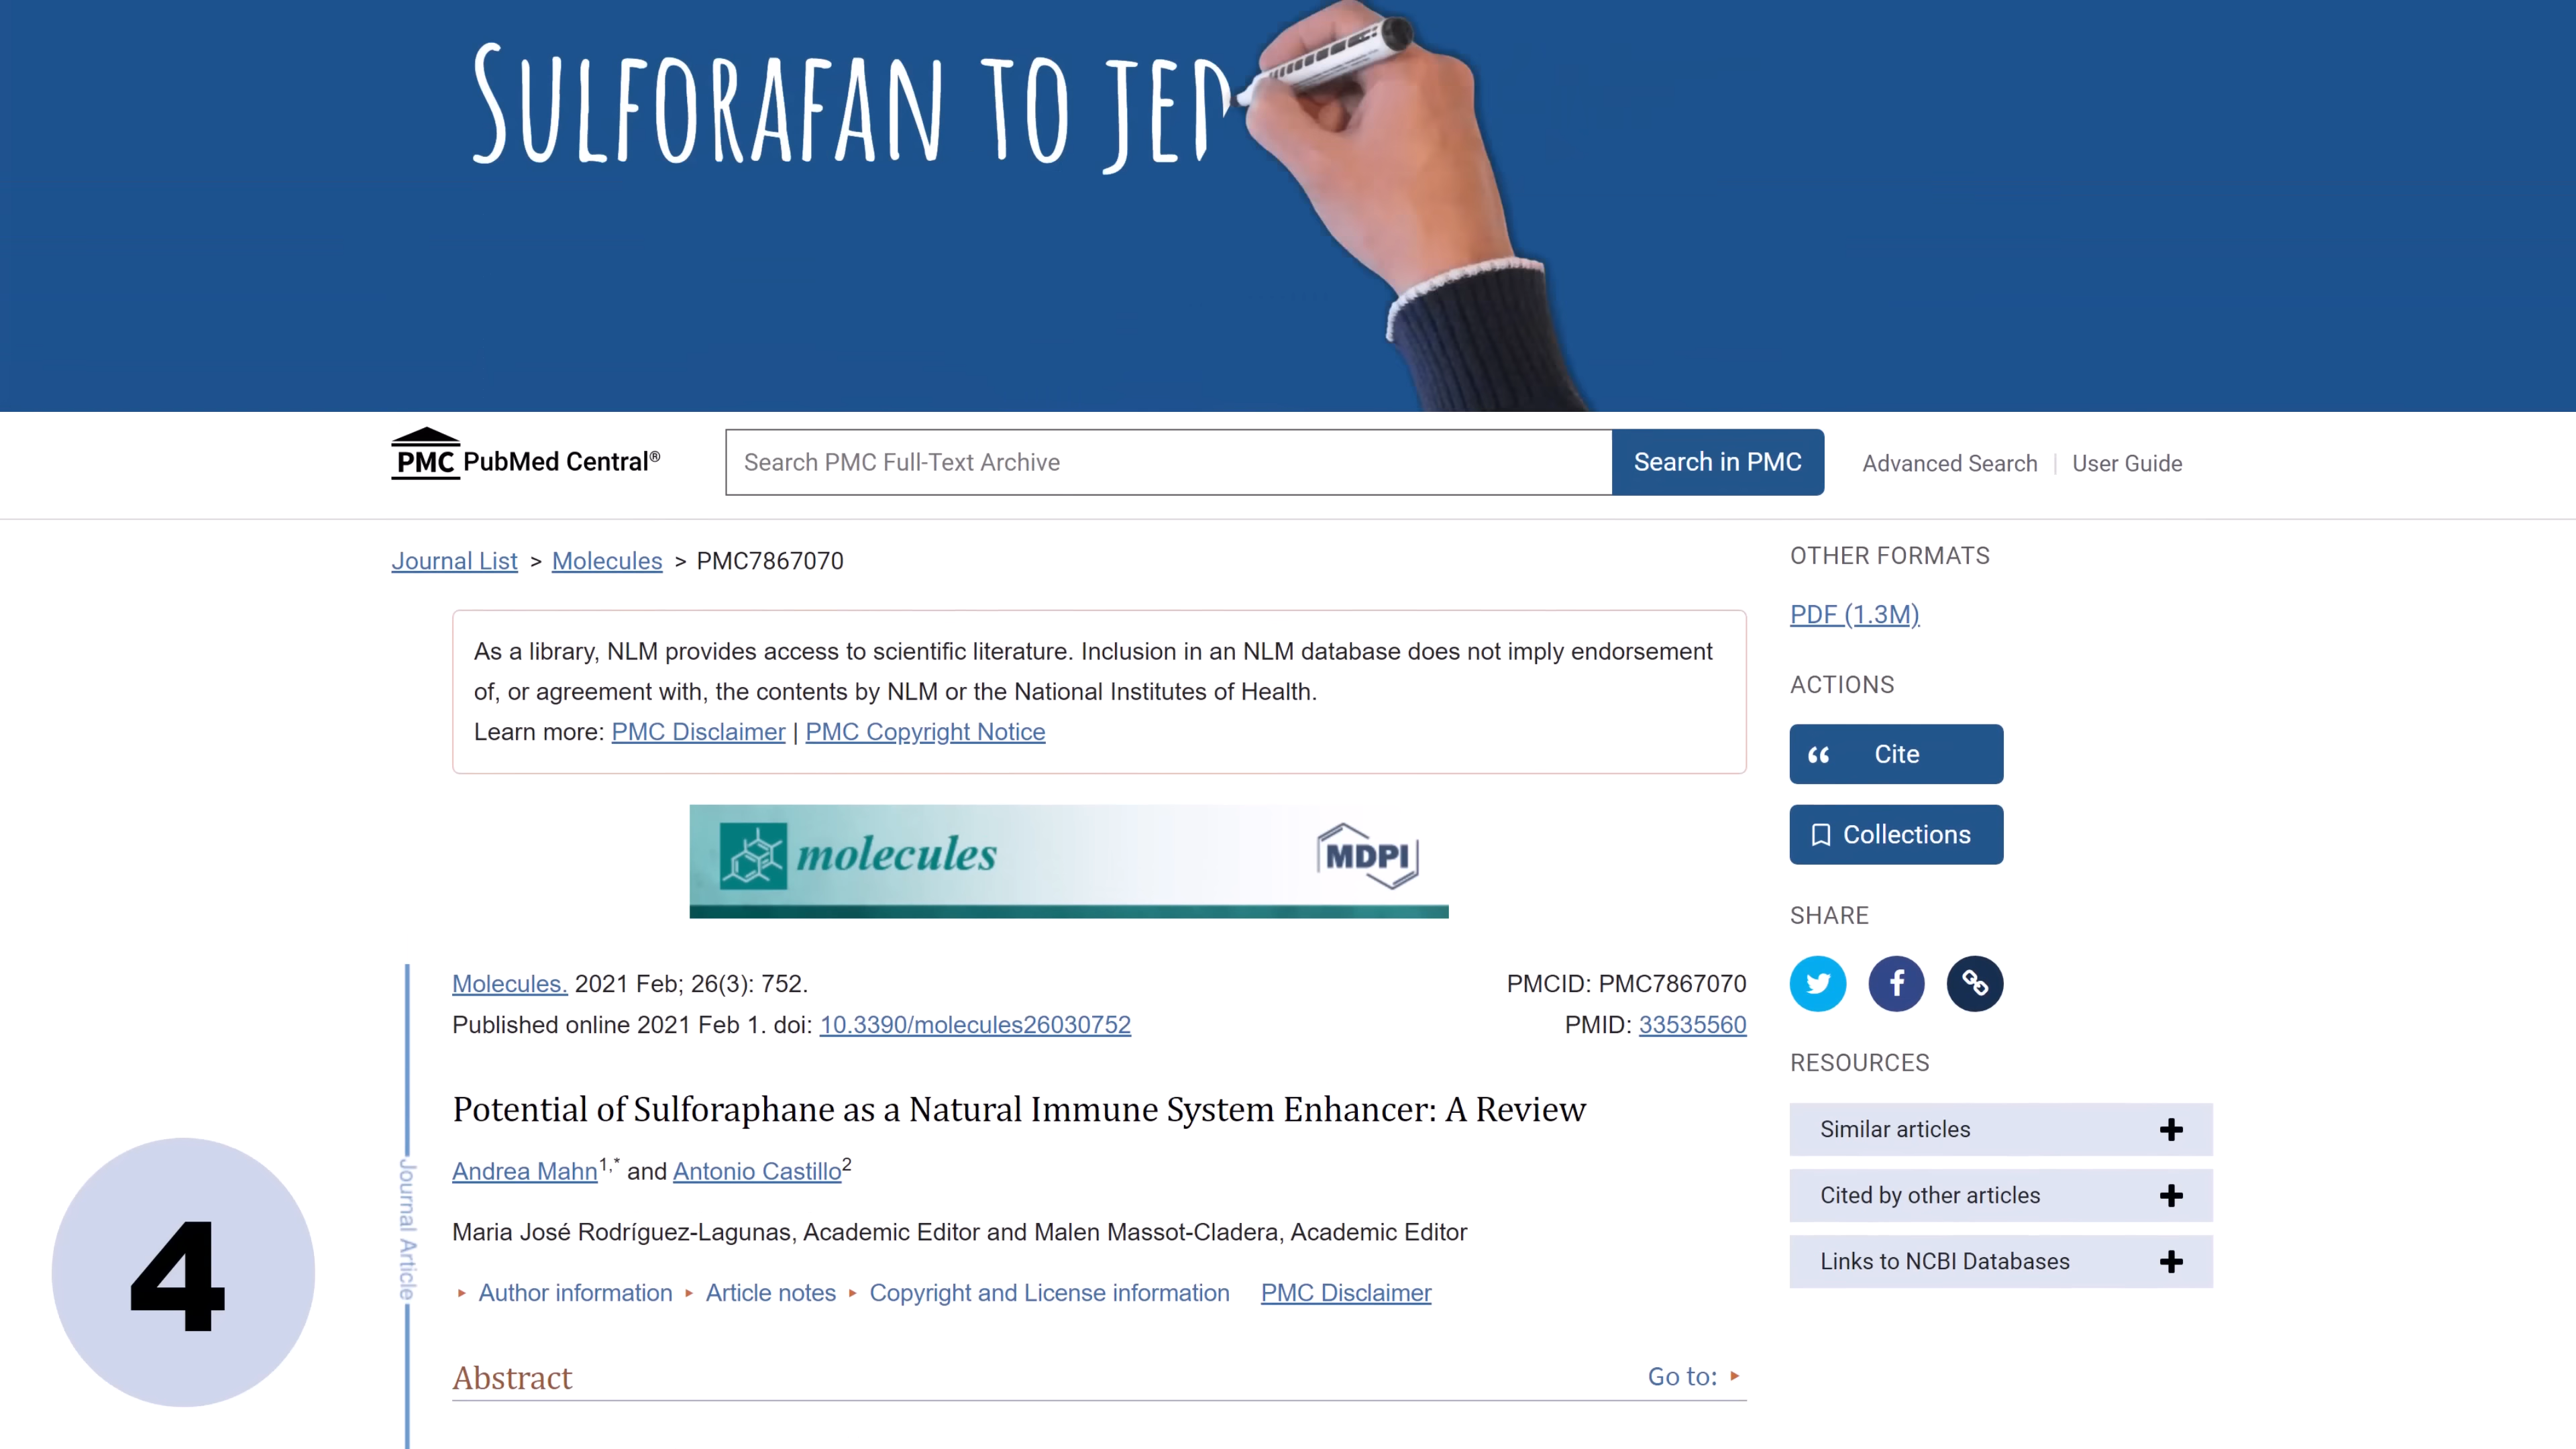 SULFORAFAN TO JED
PMC PubMed Central®
Search PMC Full-Text Archive
Search in PMC
Advanced Search | User Guide
Journal List > Molecules > PMC7867070
As a library, NLM provides access to scientific literature. Inclusion in an NLM database does not imply endorsement
of, or agreement with, the contents by NLM or the National Institutes of Health.
Learn more: PMC Disclaimer | PMC Copyright Notice
molecules
MDPI
Molecules. 2021 Feb; 26(3): 752.
Published online 2021 Feb 1. doi: 10.3390/molecules26030752
PMCID: PMC7867070
PMID: 33535560
Potential of Sulforaphane as a Natural Immune System Enhancer: A Review
Andrea Mahn1,* and Antonio Castillo2
Maria José Rodríguez-Lagunas, Academic Editor and Malen Massot-Cladera, Academic Editor
▸ Author information ▸ Article notes ▸ Copyright and License information PMC Disclaimer
Abstract
Go to: ▸
Journal Article
4
OTHER FORMATS
PDF (1.3M)
ACTIONS
Cite
Collections
SHARE
RESOURCES
Similar articles
Cited by other articles
Links to NCBI Databases